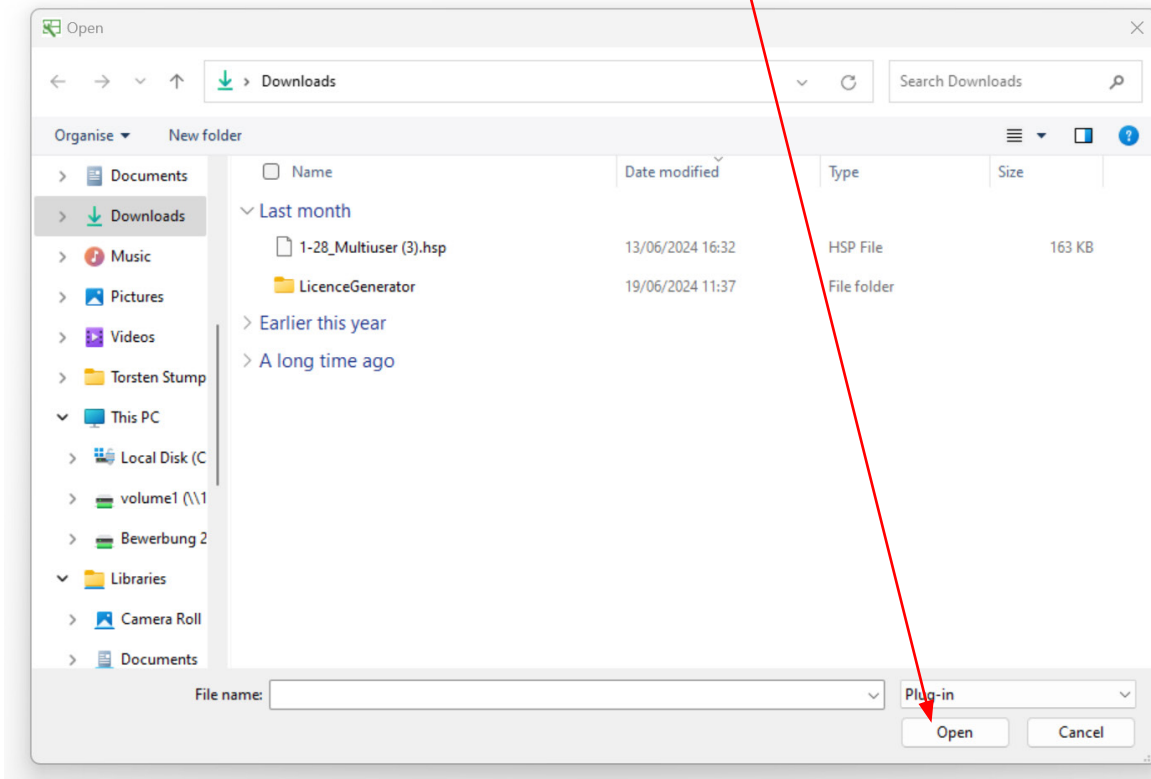 Open
Downloads
Search Downloads
Organise
New folder
Name
Date modified
Type
Size
Documents
Downloads
Music
Pictures
Videos
Torsten Stump
This PC
Local Disk (C
volume1 (\\1
Bewerbung 2
Libraries
Camera Roll
Documents
Last month
1-28_Multiuser (3).hsp 13/06/2024 16:32 HSP File 163 KB
LicenceGenerator 19/06/2024 11:37 File folder
Earlier this year
A long time ago
File name:
Plug-in
Open
Cancel